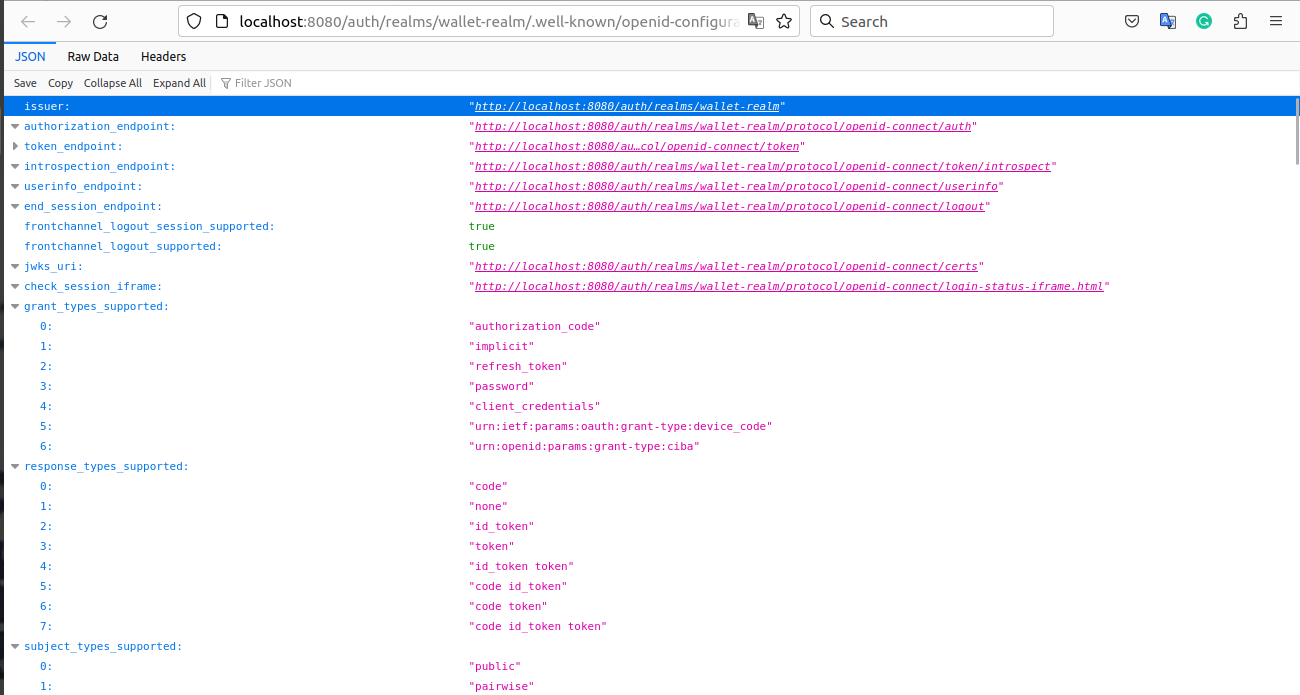 localhost:8080/auth/realms/wallet-realm/.well-known/openid-configura
Search
JSON Raw Data Headers
Save Copy Collapse All Expand All Filter JSON
issuer: "http://localhost:8080/auth/realms/wallet-realm"
authorization_endpoint: "http://localhost:8080/auth/realms/wallet-realm/protocol/openid-connect/auth"
token_endpoint: "http://localhost:8080/au…col/openid-connect/token"
introspection_endpoint: "http://localhost:8080/auth/realms/wallet-realm/protocol/openid-connect/token/introspect"
userinfo_endpoint: "http://localhost:8080/auth/realms/wallet-realm/protocol/openid-connect/userinfo"
end_session_endpoint: "http://localhost:8080/auth/realms/wallet-realm/protocol/openid-connect/logout"
frontchannel_logout_session_supported: true
frontchannel_logout_supported: true
jwks_uri: "http://localhost:8080/auth/realms/wallet-realm/protocol/openid-connect/certs"
check_session_iframe: "http://localhost:8080/auth/realms/wallet-realm/protocol/openid-connect/login-status-iframe.html"
grant_types_supported:
0: "authorization_code"
1: "implicit"
2: "refresh_token"
3: "password"
4: "client_credentials"
5: "urn:ietf:params:oauth:grant-type:device_code"
6: "urn:openid:params:grant-type:ciba"
response_types_supported:
0: "code"
1: "none"
2: "id_token"
3: "token"
4: "id_token token"
5: "code id_token"
6: "code token"
7: "code id_token token"
subject_types_supported:
0: "public"
1: "pairwise"